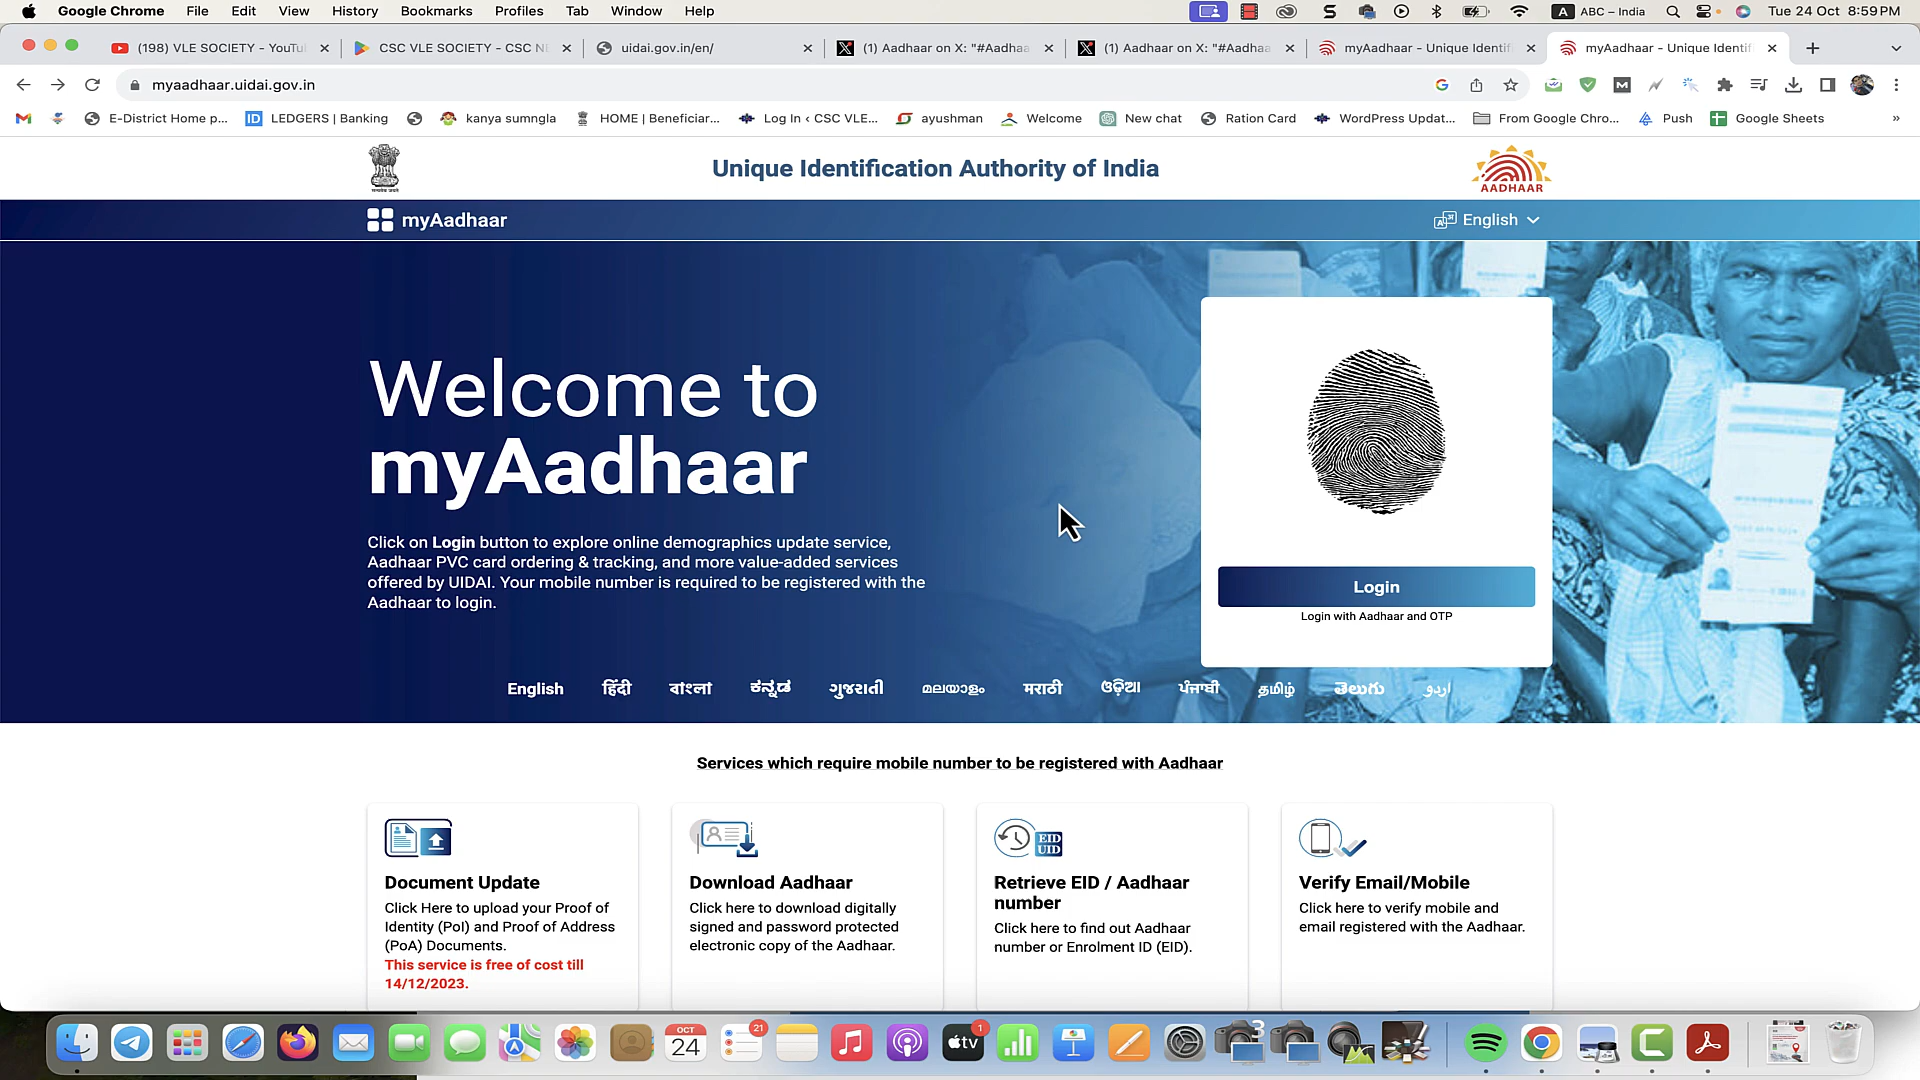 Google Chrome File Edit View History Bookmarks Profiles Tab Window Help
A ABC – India Tue 24 Oct 8:59 PM
(198) VLE SOCIETY - YouTu
CSC VLE SOCIETY - CSC NE
uidai.gov.in/en/
(1) Aadhaar on X: "#Aadhaa
(1) Aadhaar on X: "#Aadhaa
myAadhaar - Unique Identif
myAadhaar - Unique Identif
myaadhaar.uidai.gov.in
E-District Home p...
LEDGERS | Banking
kanya sumngla
HOME | Beneficiar...
Log In ‹ CSC VLE...
ayushman
Welcome
New chat
Ration Card
WordPress Updat...
From Google Chro...
Push
Google Sheets
»
Unique Identification Authority of India
AADHAAR
myAadhaar
English
Welcome to
myAadhaar
Click on Login button to explore online demographics update service,
Aadhaar PVC card ordering & tracking, and more value-added services
offered by UIDAI. Your mobile number is required to be registered with the
Aadhaar to login.
Login
Login with Aadhaar and OTP
English हिंदी বাংলা ಕನ್ನಡ ગુજરાતી മലയാളം मराठी ଓଡ଼ିଆ ਪੰਜਾਬੀ தமிழ் తెలుగు اردو
Services which require mobile number to be registered with Aadhaar
Document Update
Click Here to upload your Proof of
Identity (PoI) and Proof of Address
(PoA) Documents.
This service is free of cost till
14/12/2023.
Download Aadhaar
Click here to download digitally
signed and password protected
electronic copy of the Aadhaar.
EID
UID
Retrieve EID / Aadhaar
number
Click here to find out Aadhaar
number or Enrolment ID (EID).
Verify Email/Mobile
Click here to verify mobile and
email registered with the Aadhaar.
OCT
24
21
tv
1
3